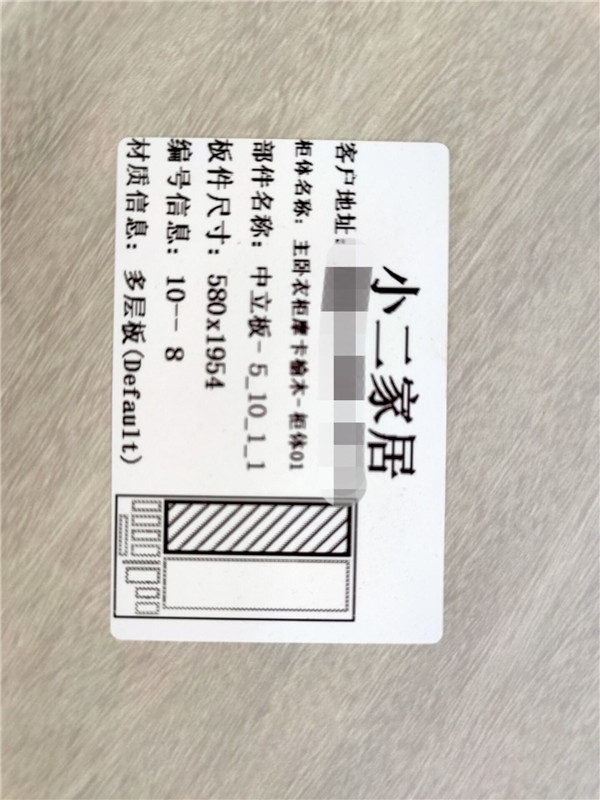 小二家居
客户地址:
柜体名称: 主卧衣柜摩卡榆木-柜体01
部件名称: 中立板-5_10_1_1
板件尺寸: 580x1954
编号信息: 10-- 8
材质信息: 多层板(Default)